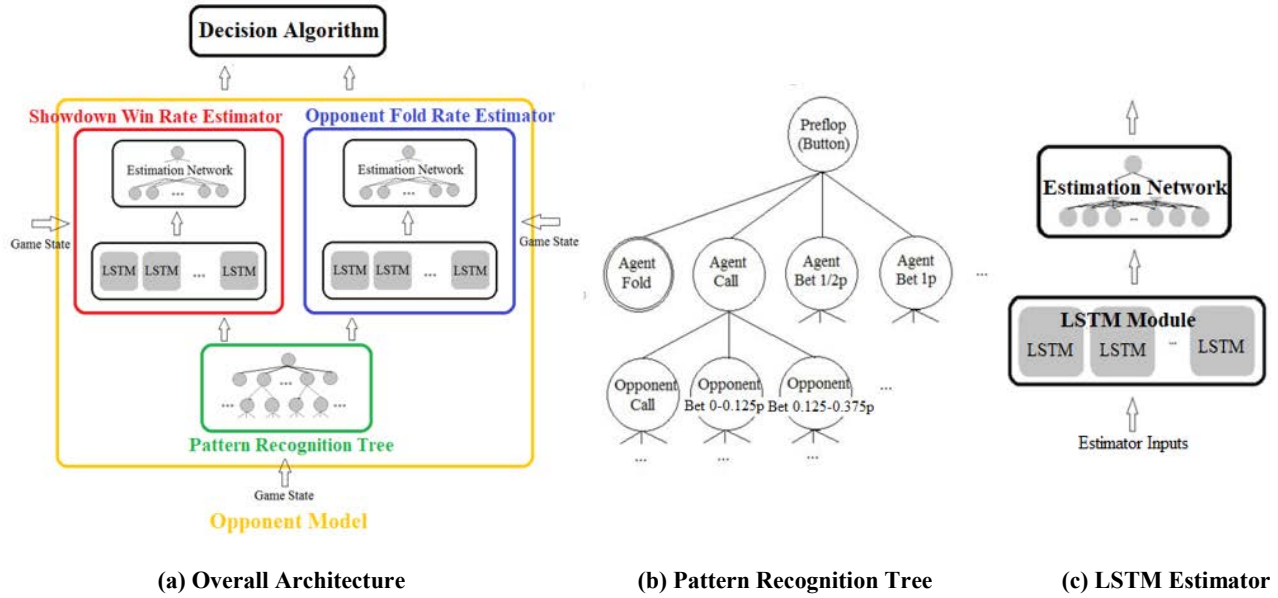 Decision Algorithm
Showdown Win Rate Estimator
Opponent Fold Rate Estimator
Estimation Network
...
Estimation Network
...
Game State
Game State
LSTM LSTM ... LSTM
LSTM LSTM ... LSTM
...
... ...
Pattern Recognition Tree
Game State
Opponent Model
(a) Overall Architecture
Preflop
(Button)
Agent
Fold
Agent
Call
Agent
Bet 1/2p
Agent
Bet 1p
...
Opponent
Call
Opponent
Bet 0-0.125p
Opponent
Bet 0.125-0.375p
...
... ... ...
(b) Pattern Recognition Tree
Estimation Network
...
LSTM Module
LSTM LSTM ... LSTM
Estimator Inputs
(c) LSTM Estimator